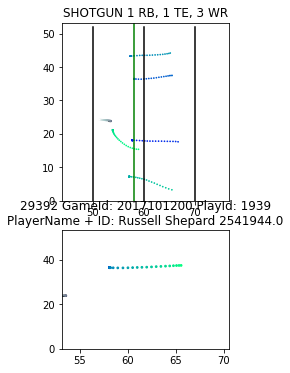 SHOTGUN 1 RB, 1 TE, 3 WR
50
40
30
20
10
0
50 60 70
29392 GameId: 2017101200 PlayId: 1939
PlayerName + ID: Russell Shepard 2541944.0
40
20
0
55 60 65 70